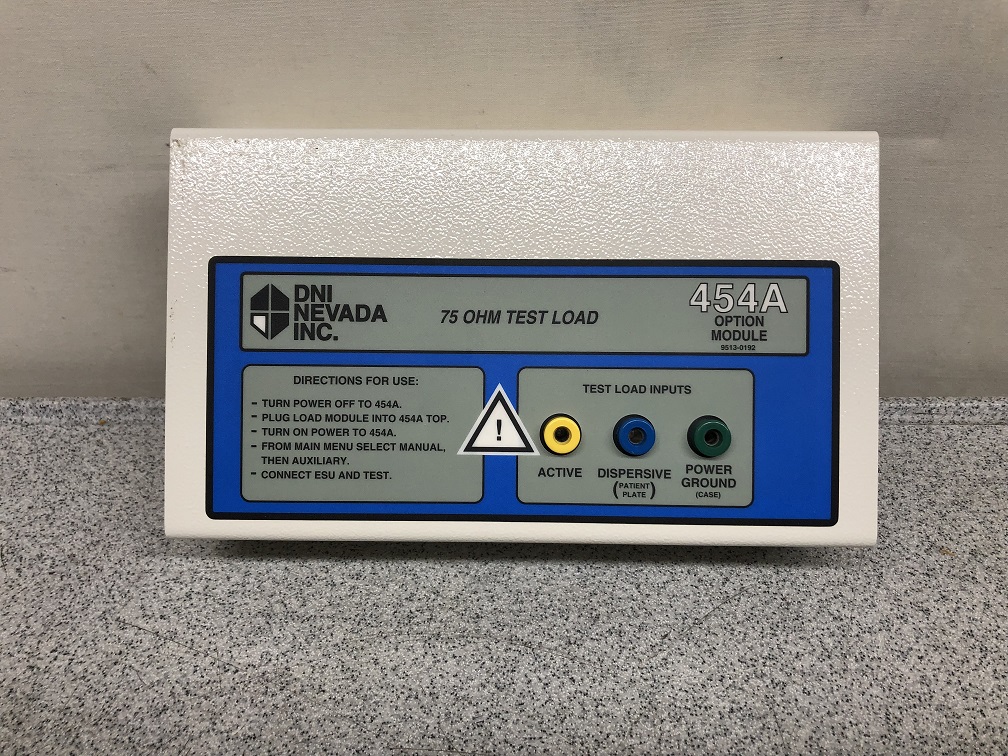 DNI
NEVADA
INC.
75 OHM TEST LOAD
454A
OPTION
MODULE
9513-0192
DIRECTIONS FOR USE:
- TURN POWER OFF TO 454A.
- PLUG LOAD MODULE INTO 454A TOP.
- TURN ON POWER TO 454A.
- FROM MAIN MENU SELECT MANUAL,
THEN AUXILIARY.
- CONNECT ESU AND TEST.
!
TEST LOAD INPUTS
ACTIVE
DISPERSIVE
(PATIENT
PLATE)
POWER
GROUND
(CASE)